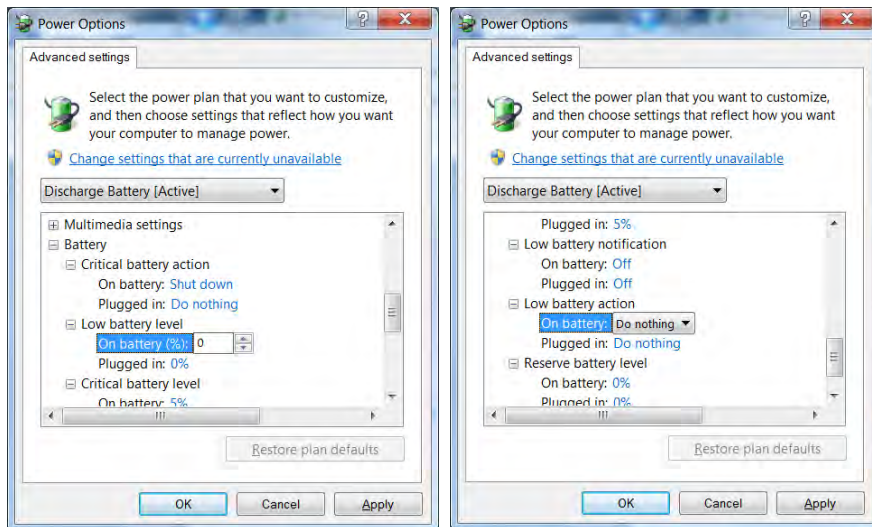 Power Options
Advanced settings
Select the power plan that you want to customize,
and then choose settings that reflect how you want
your computer to manage power.
Change settings that are currently unavailable
Discharge Battery [Active]
Multimedia settings
Battery
Critical battery action
On battery: Shut down
Plugged in: Do nothing
Low battery level
On battery (%): 0
Plugged in: 0%
Critical battery level
On battery: 5%
Restore plan defaults
OK Cancel Apply
Power Options
Advanced settings
Select the power plan that you want to customize,
and then choose settings that reflect how you want
your computer to manage power.
Change settings that are currently unavailable
Discharge Battery [Active]
Plugged in: 5%
Low battery notification
On battery: Off
Plugged in: Off
Low battery action
On battery: Do nothing
Plugged in: Do nothing
Reserve battery level
On battery: 0%
Plugged in: 0%
Restore plan defaults
OK Cancel Apply